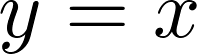 y = x